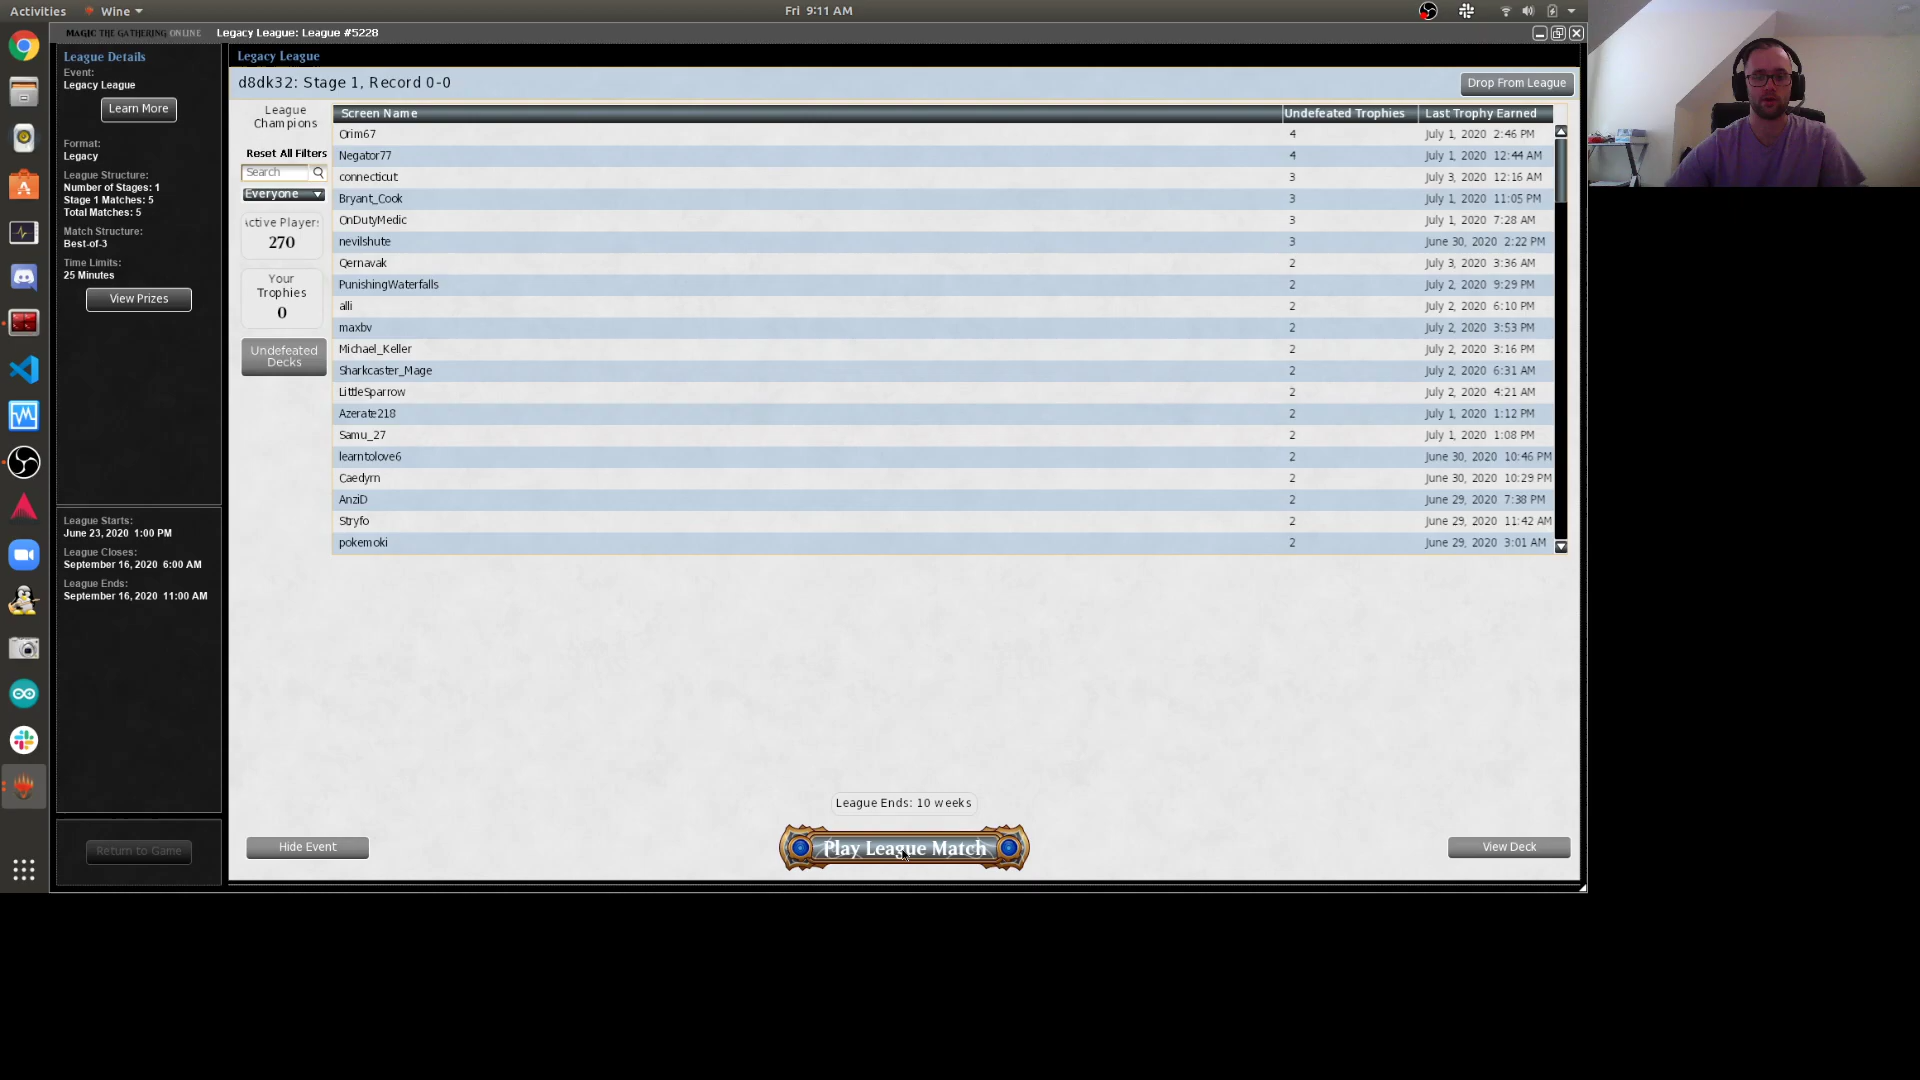 Activities
Wine
Fri 9:11 AM
MAGIC THE GATHERING ONLINE
Legacy League: League #5228
League Details
Event:
Legacy League
Learn More
Format:
Legacy
League Structure:
Number of Stages: 1
Stage 1 Matches: 5
Total Matches: 5
Match Structure:
Best-of-3
Time Limits:
25 Minutes
View Prizes
League Starts:
June 23, 2020 1:00 PM
League Closes:
September 16, 2020 6:00 AM
League Ends:
September 16, 2020 11:00 AM
Return to Game
Legacy League
d8dk32: Stage 1, Record 0-0
Drop From League
League
Champions
Reset All Filters
Search
Everyone
Active Players
270
Your
Trophies
0
Undefeated
Decks
Screen Name Undefeated Trophies Last Trophy Earned
Orim67 4 July 1, 2020 2:46 PM
Negator77 4 July 1, 2020 12:44 AM
connecticut 3 July 3, 2020 12:16 AM
Bryant_Cook 3 July 1, 2020 11:05 PM
OnDutyMedic 3 July 1, 2020 7:28 AM
nevilshute 3 June 30, 2020 2:22 PM
Qernavak 2 July 3, 2020 3:36 AM
PunishingWaterfalls 2 July 2, 2020 9:29 PM
alli 2 July 2, 2020 6:10 PM
maxbv 2 July 2, 2020 3:53 PM
Michael_Keller 2 July 2, 2020 3:16 PM
Sharkcaster_Mage 2 July 2, 2020 6:31 AM
LittleSparrow 2 July 2, 2020 4:21 AM
Azerate218 2 July 1, 2020 1:12 PM
Samu_27 2 July 1, 2020 1:08 PM
learntolove6 2 June 30, 2020 10:46 PM
Caedyrn 2 June 30, 2020 10:29 PM
AnziD 2 June 29, 2020 7:38 PM
Stryfo 2 June 29, 2020 11:42 AM
pokemoki 2 June 29, 2020 3:01 AM
League Ends: 10 weeks
Hide Event
Play League Match
View Deck